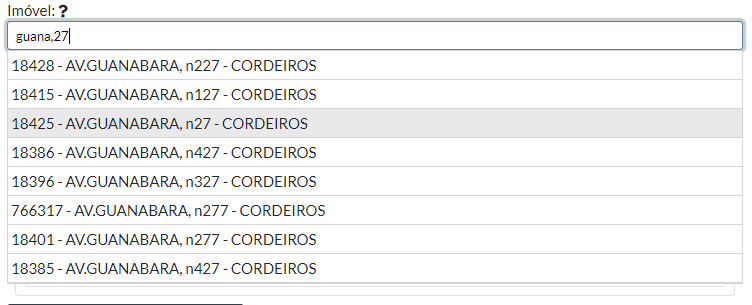 Imóvel: ?
guana,27
18428 - AV.GUANABARA, n227 - CORDEIROS
18415 - AV.GUANABARA, n127 - CORDEIROS
18425 - AV.GUANABARA, n27 - CORDEIROS
18386 - AV.GUANABARA, n427 - CORDEIROS
18396 - AV.GUANABARA, n327 - CORDEIROS
766317 - AV.GUANABARA, n277 - CORDEIROS
18401 - AV.GUANABARA, n277 - CORDEIROS
18385 - AV.GUANABARA, n427 - CORDEIROS